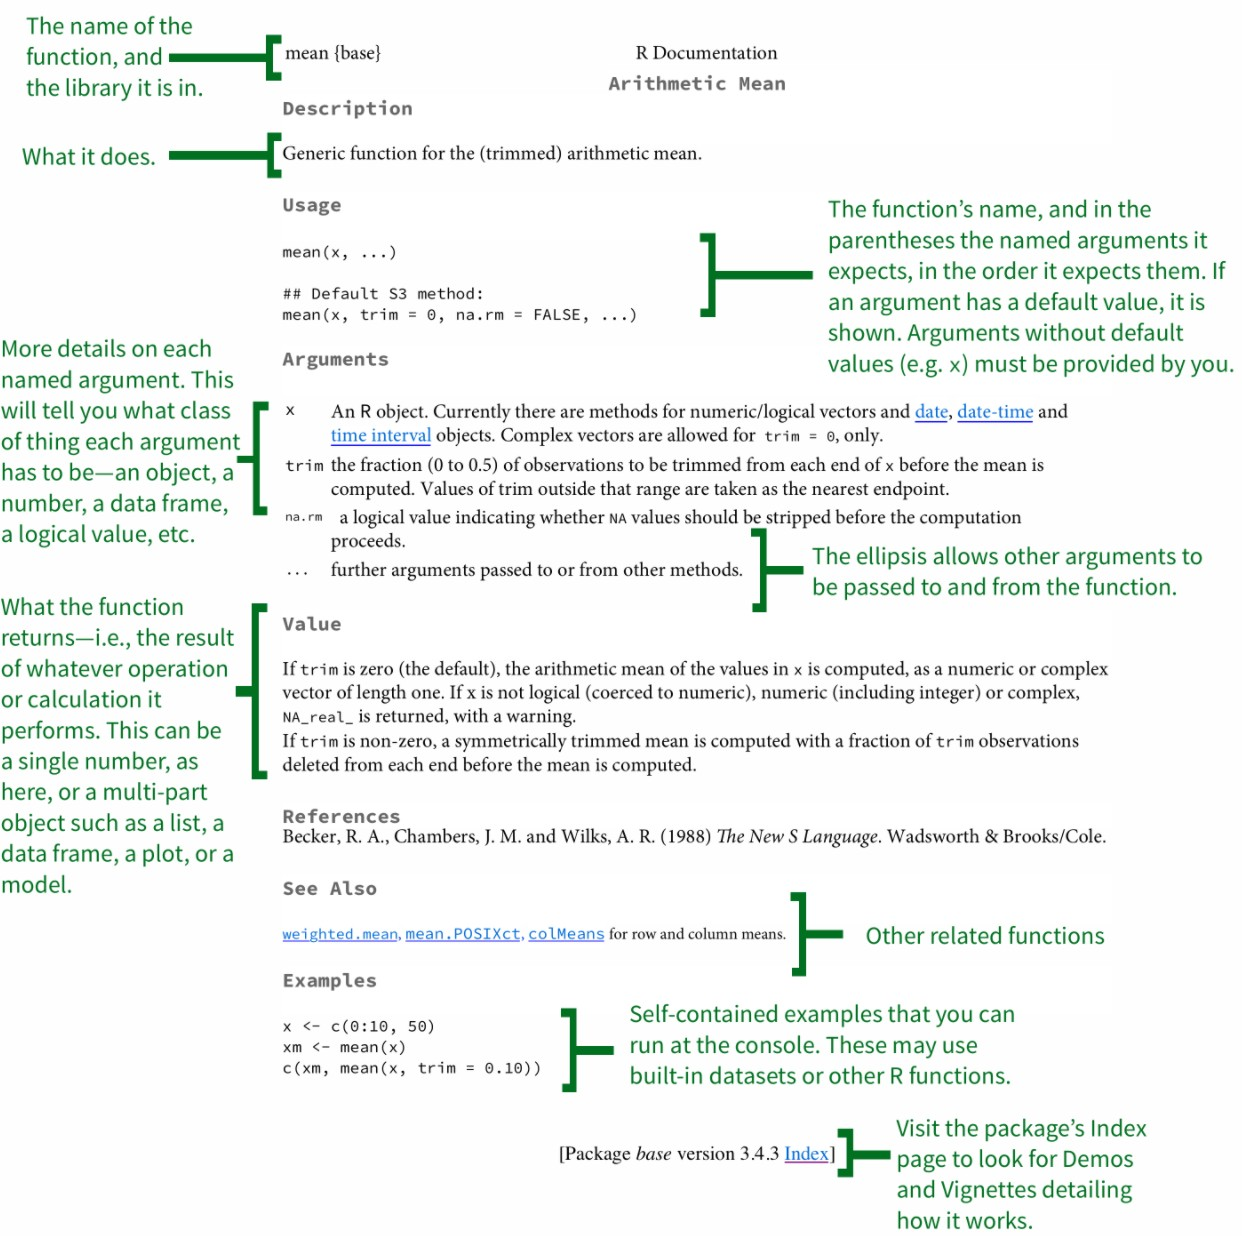 The name of the
function, and
the library it is in.
mean {base}
R Documentation
Arithmetic Mean
Description
What it does.
Generic function for the (trimmed) arithmetic mean.
Usage
mean(x, ...)
## Default S3 method:
mean(x, trim = 0, na.rm = FALSE, ...)
The function’s name, and in the
parentheses the named arguments it
expects, in the order it expects them. If
an argument has a default value, it is
shown. Arguments without default
values (e.g. x) must be provided by you.
Arguments
More details on each
named argument. This
will tell you what class
of thing each argument
has to be—an object, a
number, a data frame,
a logical value, etc.
x An R object. Currently there are methods for numeric/logical vectors and date, date-time and
time interval objects. Complex vectors are allowed for trim = 0, only.
trim the fraction (0 to 0.5) of observations to be trimmed from each end of x before the mean is
computed. Values of trim outside that range are taken as the nearest endpoint.
na.rm a logical value indicating whether NA values should be stripped before the computation
proceeds.
... further arguments passed to or from other methods.
The ellipsis allows other arguments to
be passed to and from the function.
What the function
returns—i.e., the result
of whatever operation
or calculation it
performs. This can be
a single number, as
here, or a multi-part
object such as a list, a
data frame, a plot, or a
model.
Value
If trim is zero (the default), the arithmetic mean of the values in x is computed, as a numeric or complex
vector of length one. If x is not logical (coerced to numeric), numeric (including integer) or complex,
NA_real_ is returned, with a warning.
If trim is non-zero, a symmetrically trimmed mean is computed with a fraction of trim observations
deleted from each end before the mean is computed.
References
Becker, R. A., Chambers, J. M. and Wilks, A. R. (1988) The New S Language. Wadsworth & Brooks/Cole.
See Also
weighted.mean, mean.POSIXct, colMeans for row and column means.
Other related functions
Examples
x <- c(0:10, 50)
xm <- mean(x)
c(xm, mean(x, trim = 0.10))
Self-contained examples that you can
run at the console. These may use
built-in datasets or other R functions.
[Package base version 3.4.3 Index]
Visit the package’s Index
page to look for Demos
and Vignettes detailing
how it works.